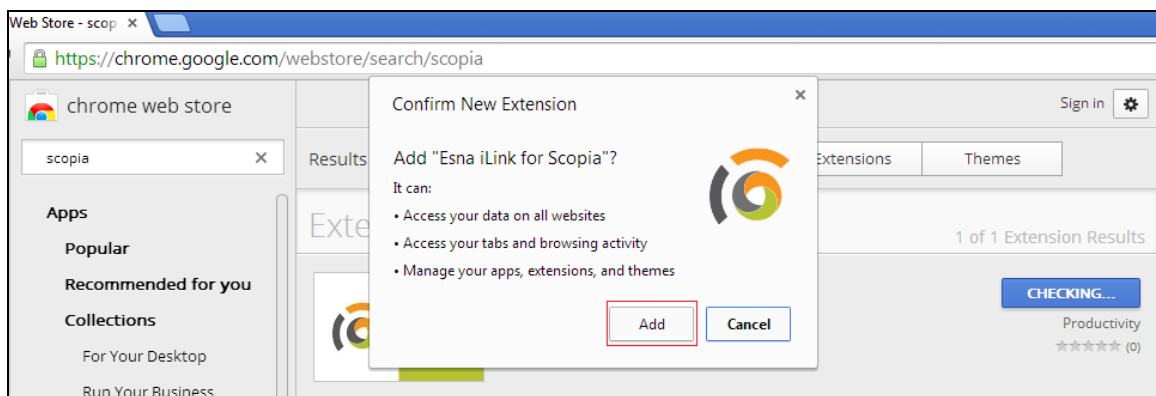 Web Store - scop ×
https://chrome.google.com/webstore/search/scopia
chrome web store
Sign in
scopia ×
Results
Extensions
Themes
Confirm New Extension ×
Add "Esna iLink for Scopia"?
It can:
• Access your data on all websites
• Access your tabs and browsing activity
• Manage your apps, extensions, and themes
Add
Cancel
Apps
Popular
Recommended for you
Collections
For Your Desktop
Run Your Business
Exte
1 of 1 Extension Results
CHECKING...
Productivity
(0)